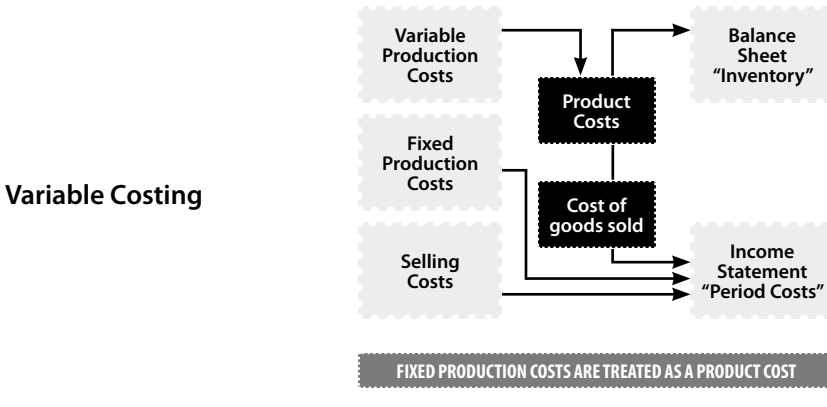 Variable Costing
Variable
Production
Costs
Fixed
Production
Costs
Selling
Costs
Product
Costs
Cost of
goods sold
Balance
Sheet
“Inventory”
Income
Statement
“Period Costs”
FIXED PRODUCTION COSTS ARE TREATED AS A PRODUCT COST